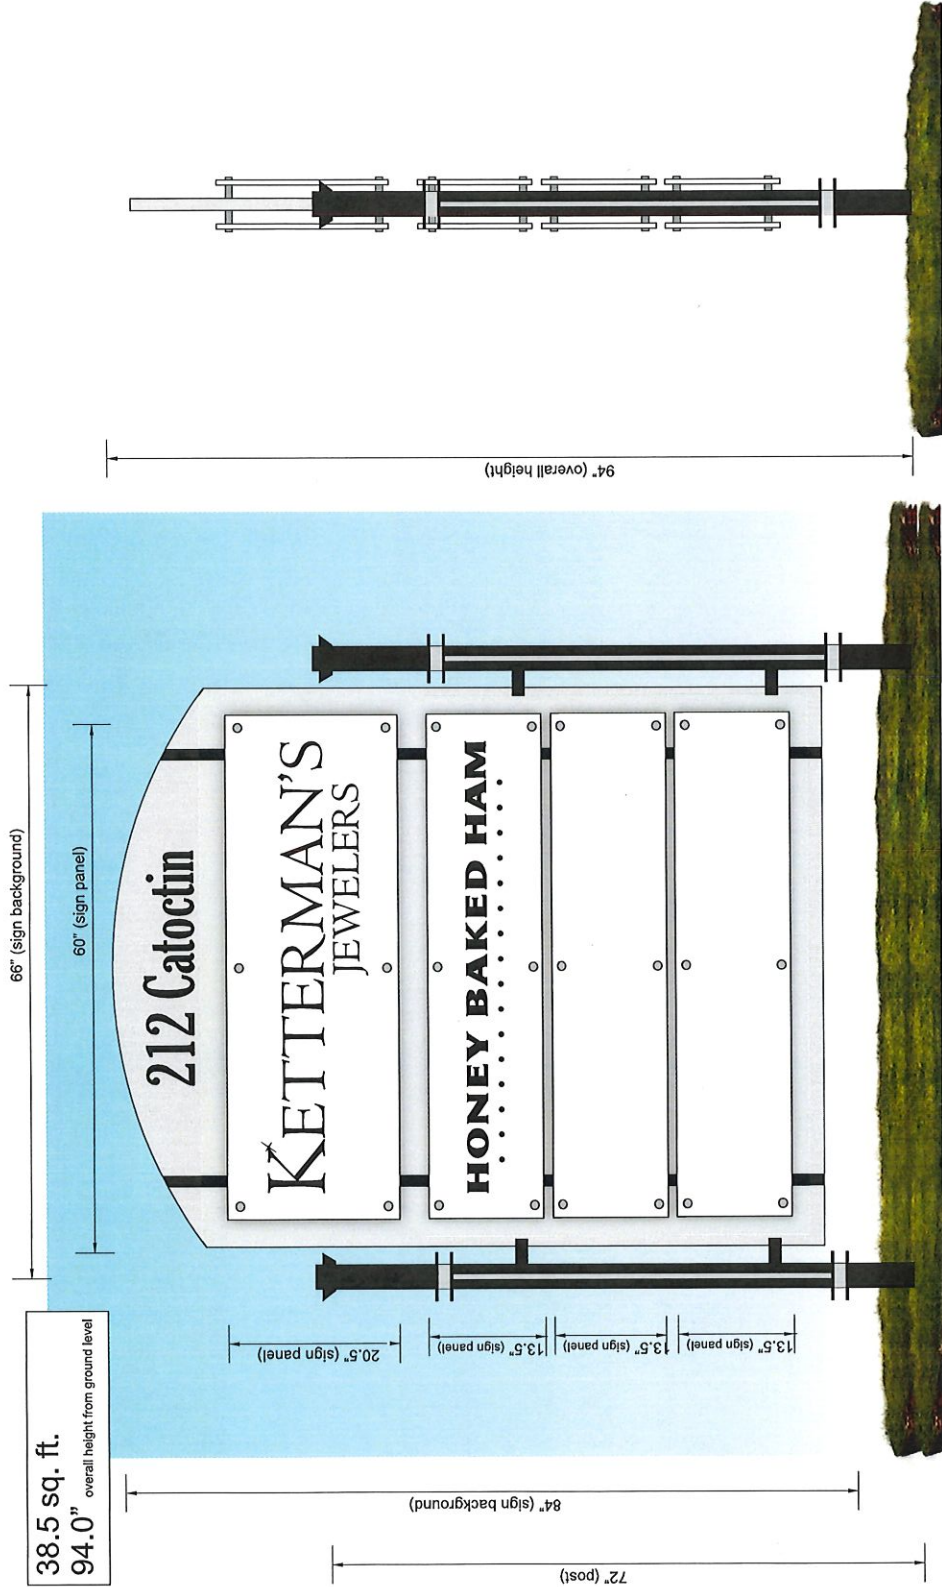 38.5 sq. ft.
94.0" overall height from ground level
66" (sign background)
60" (sign panel)
212 Catoctin
KETTERMAN'S
JEWELERS
HONEY BAKED HAM
20.5" (sign panel)
13.5" (sign panel)
13.5" (sign panel)
13.5" (sign panel)
84" (sign background)
72" (post)
94" (overall height)